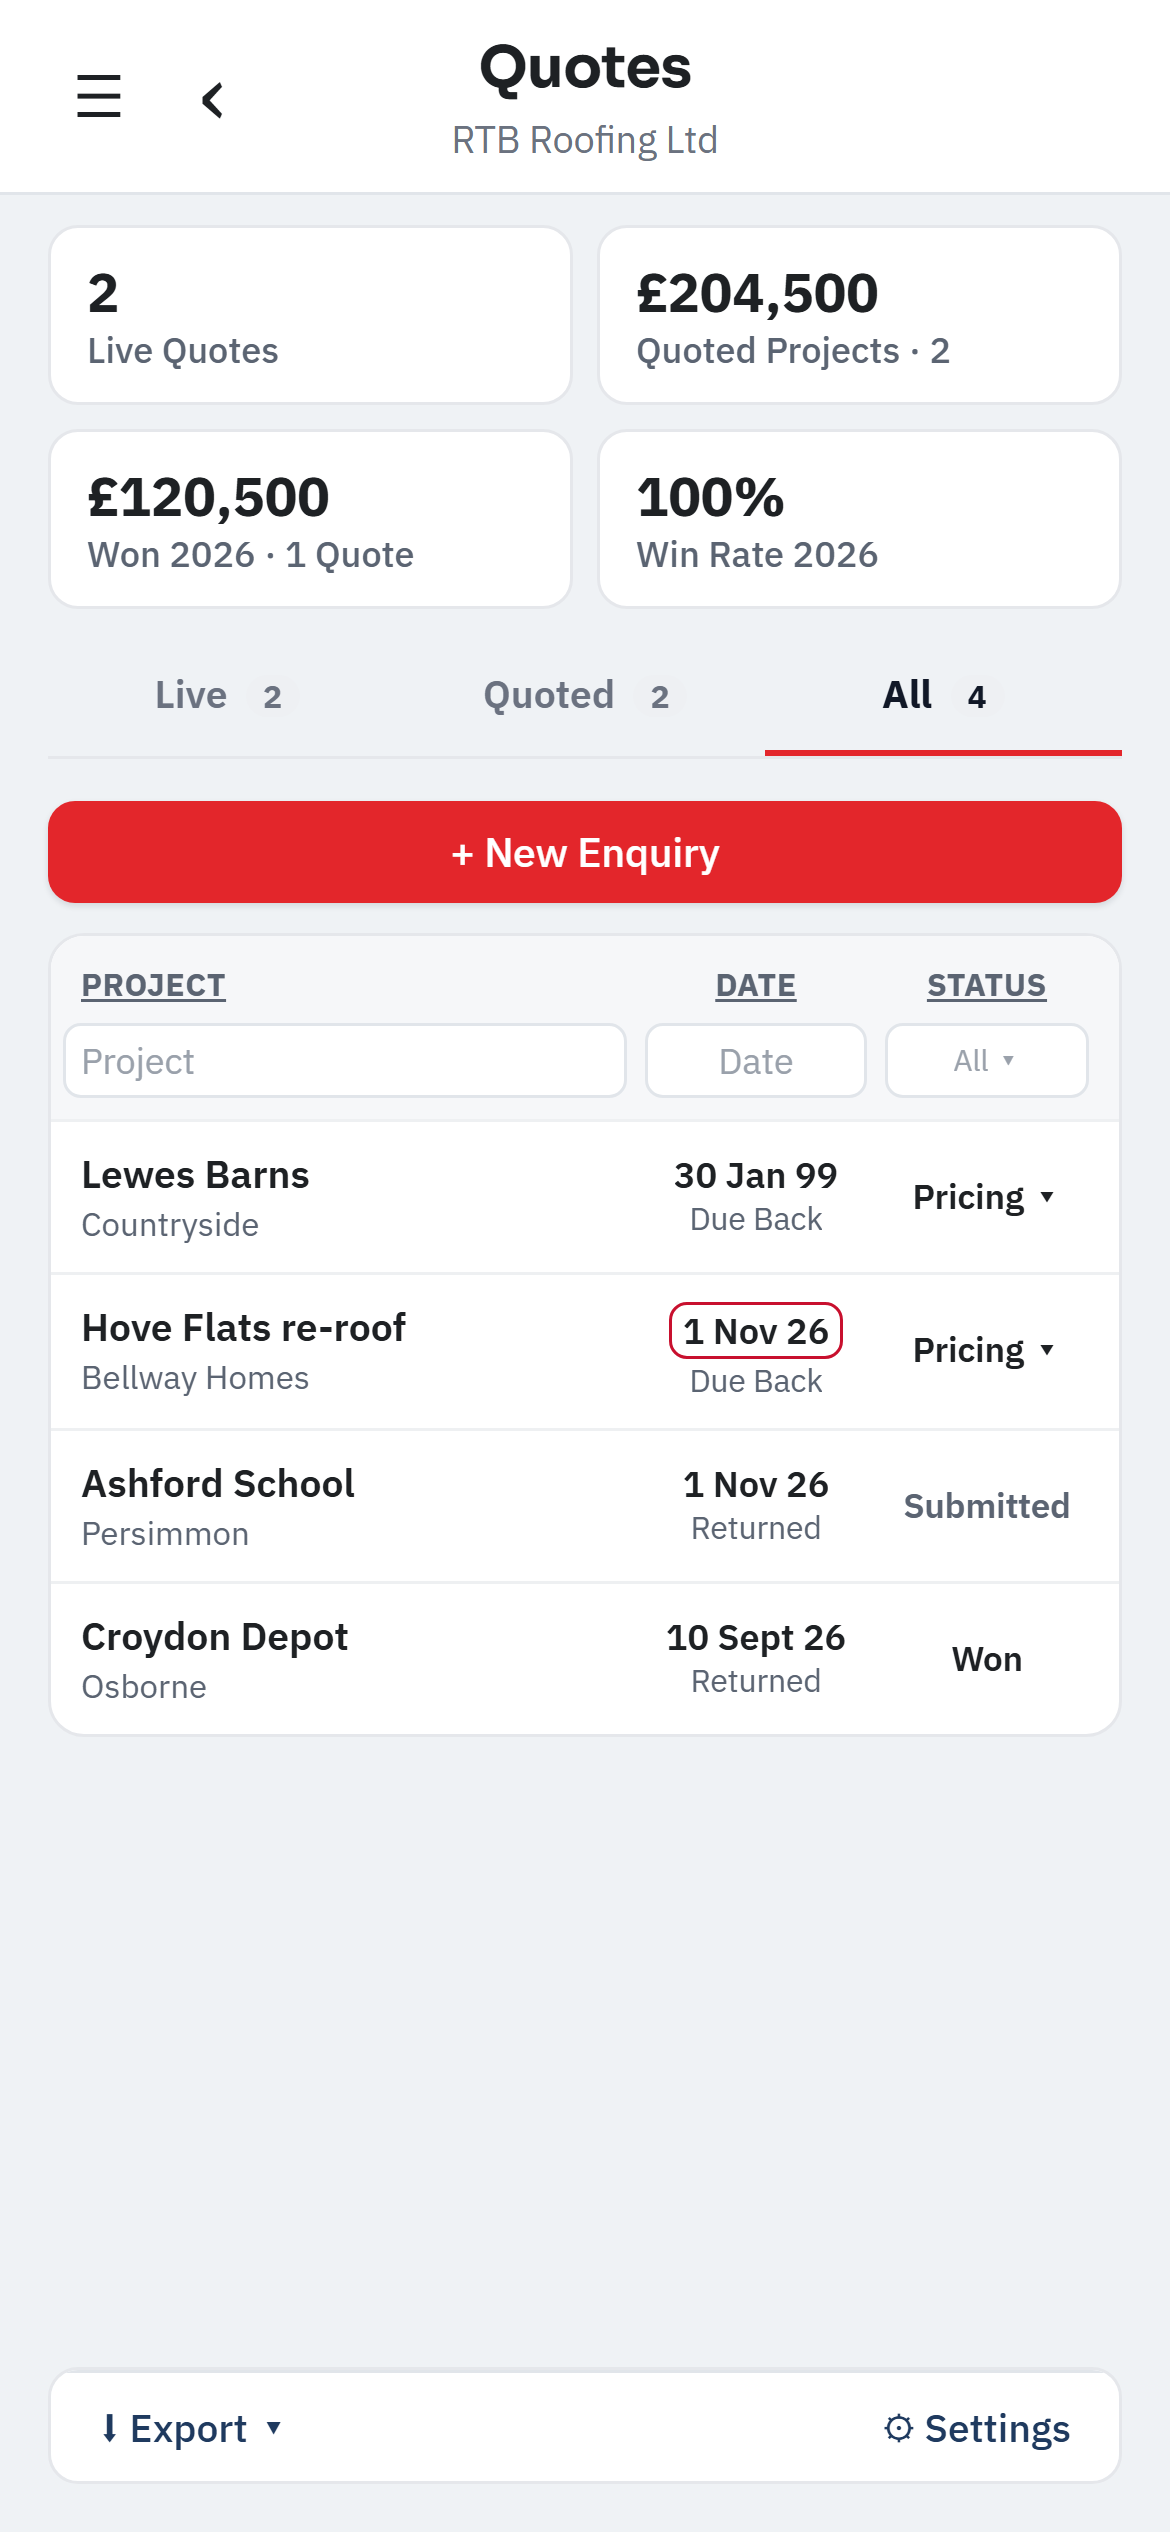 Quotes
RTB Roofing Ltd
2
Live Quotes
£204,500
Quoted Projects · 2
£120,500
Won 2026 · 1 Quote
100%
Win Rate 2026
Live 2 Quoted 2 All 4
+ New Enquiry
PROJECT DATE STATUS
Project Date All ▾
Lewes Barns
Countryside
30 Jan 99
Due Back
Pricing ▾
Hove Flats re-roof
Bellway Homes
1 Nov 26
Due Back
Pricing ▾
Ashford School
Persimmon
1 Nov 26
Returned
Submitted
Croydon Depot
Osborne
10 Sept 26
Returned
Won
Export ▾ Settings